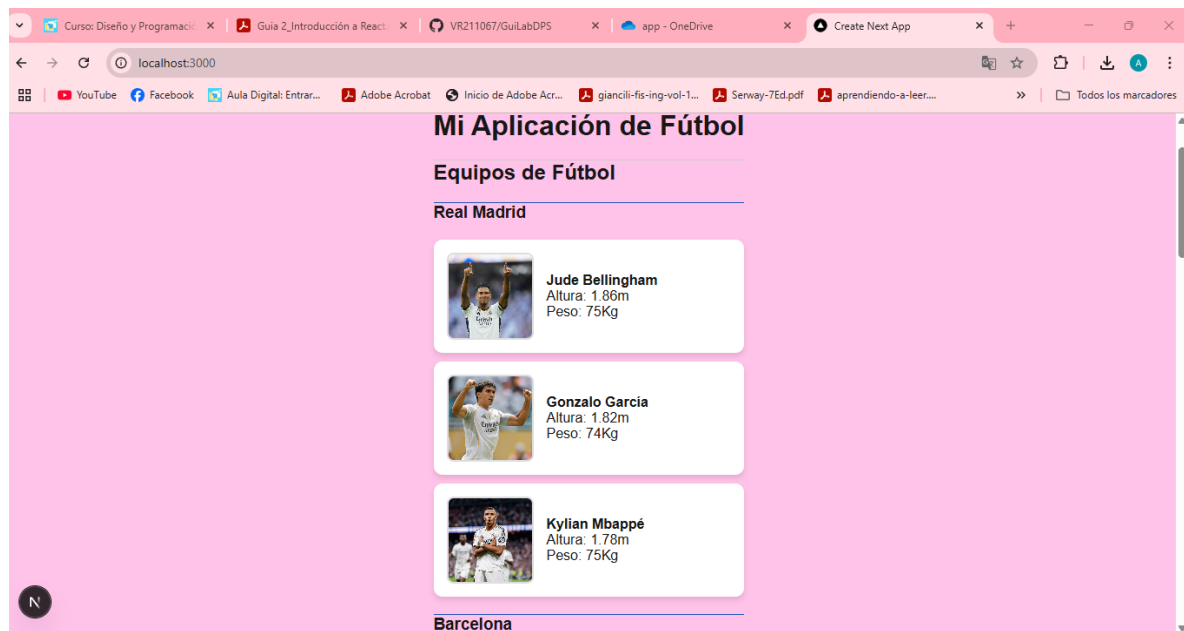 Curso: Diseño y Programació
Guia 2_Introducción a React
VR211067/GuiLabDPS
app - OneDrive
Create Next App
localhost:3000
A
YouTube
Facebook
Aula Digital: Entrar...
Adobe Acrobat
Inicio de Adobe Acr...
giancili-fis-ing-vol-1...
Serway-7Ed.pdf
aprendiendo-a-leer....
»
Todos los marcadores
Mi Aplicación de Fútbol
Equipos de Fútbol
Real Madrid
Jude Bellingham
Altura: 1.86m
Peso: 75Kg
Gonzalo García
Altura: 1.82m
Peso: 74Kg
Kylian Mbappé
Altura: 1.78m
Peso: 75Kg
N
Barcelona